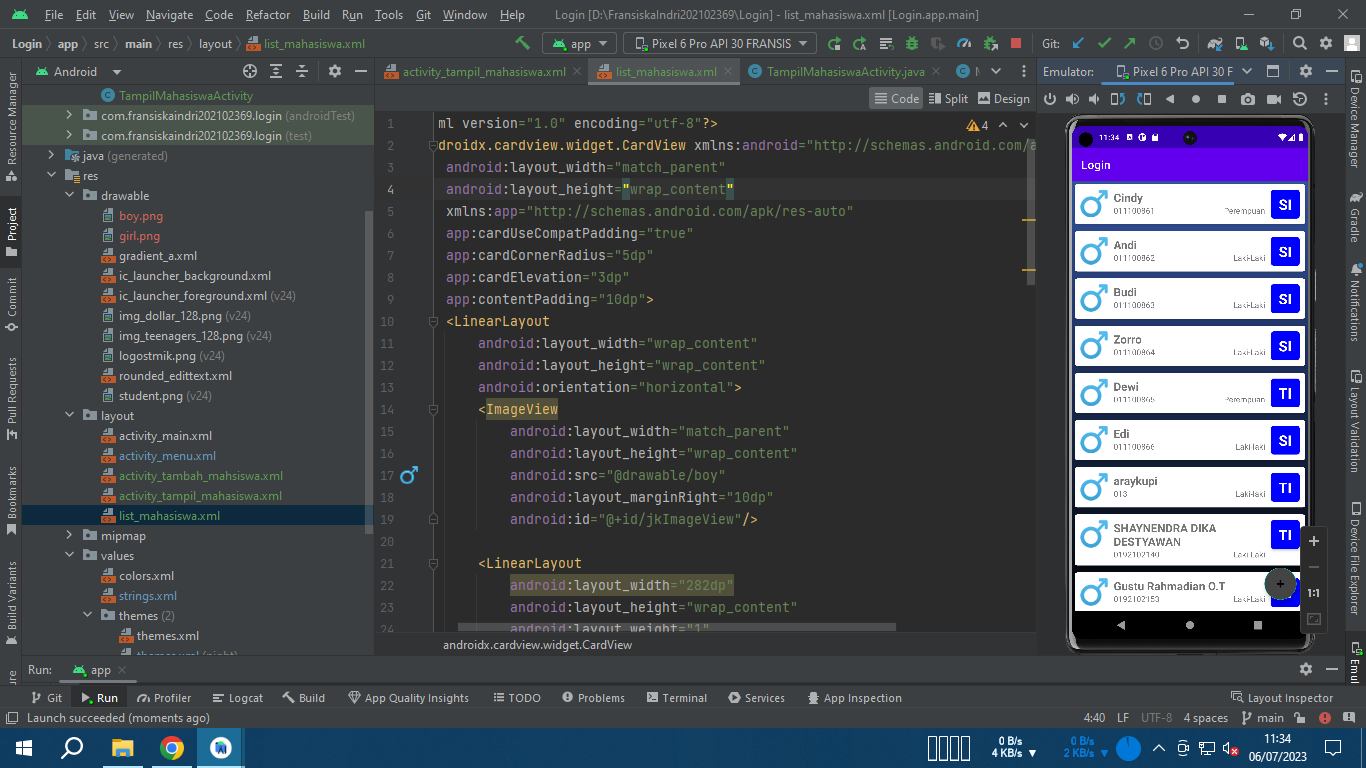 File Edit View Navigate Code Refactor Build Run Tools Git Window Help Login [D:\FransiskaIndri202102369\Login] - list_mahasiswa.xml [Login.app.main]
Login app src main res layout list_mahasiswa.xml app Pixel 6 Pro API 30 FRANSIS Git:
Android
activity_tampil_mahasiswa.xml list_mahasiswa.xml TampilMahasiswaActivity.java
Emulator: Pixel 6 Pro API 30 F
Code Split Design
Resource Manager
Project
Commit
Pull Requests
Bookmarks
Build Variants
TampilMahasiswaActivity
com.fransiskaindri202102369.login (androidTest)
com.fransiskaindri202102369.login (test)
java (generated)
res
drawable
boy.png
girl.png
gradient_a.xml
ic_launcher_background.xml
ic_launcher_foreground.xml (v24)
img_dollar_128.png (v24)
img_teenagers_128.png (v24)
logostmik.png (v24)
rounded_edittext.xml
student.png (v24)
layout
activity_main.xml
activity_menu.xml
activity_tambah_mahsiswa.xml
activity_tampil_mahasiswa.xml
list_mahasiswa.xml
mipmap
values
colors.xml
strings.xml
themes (2)
themes.xml
themes.xml (night)
4
1 ml version="1.0" encoding="utf-8"?>
2 droidx.cardview.widget.CardView xmlns:android="http://schemas.android.com/a
3 android:layout_width="match_parent"
4 android:layout_height="wrap_content"
5 xmlns:app="http://schemas.android.com/apk/res-auto"
6 app:cardUseCompatPadding="true"
7 app:cardCornerRadius="5dp"
8 app:cardElevation="3dp"
9 app:contentPadding="10dp">
10 <LinearLayout
11 android:layout_width="wrap_content"
12 android:layout_height="wrap_content"
13 android:orientation="horizontal">
14 <ImageView
15 android:layout_width="match_parent"
16 android:layout_height="wrap_content"
17 android:src="@drawable/boy"
18 android:layout_marginRight="10dp"
19 android:id="@+id/jkImageView"/>
20
21 <LinearLayout
22 android:layout_width="282dp"
23 android:layout_height="wrap_content"
24 android:layout_weight="1"
androidx.cardview.widget.CardView
11:34
Login
Cindy
011100861 Perempuan SI
Andi
011100862 Laki-Laki SI
Budi
011100863 Laki-Laki SI
Zorro
011100864 Laki-Laki SI
Dewi
011100865 Perempuan TI
Edi
011100866 Laki-Laki SI
araykupi
013 Laki-laki TI
SHAYNENDRA DIKA
DESTYAWAN
0192102140 Laki-Laki TI
Gustu Rahmadian O.T
0192102153 Laki-Laki
1:1
Device Manager
Gradle
Notifications
Layout Validation
Device File Explorer
Emul
Run: app
Git Run Profiler Logcat Build App Quality Insights TODO Problems Terminal Services App Inspection Layout Inspector
Launch succeeded (moments ago) 4:40 LF UTF-8 4 spaces main
0 B/s
4 KB/s
0 B/s
2 KB/s
11:34
06/07/2023